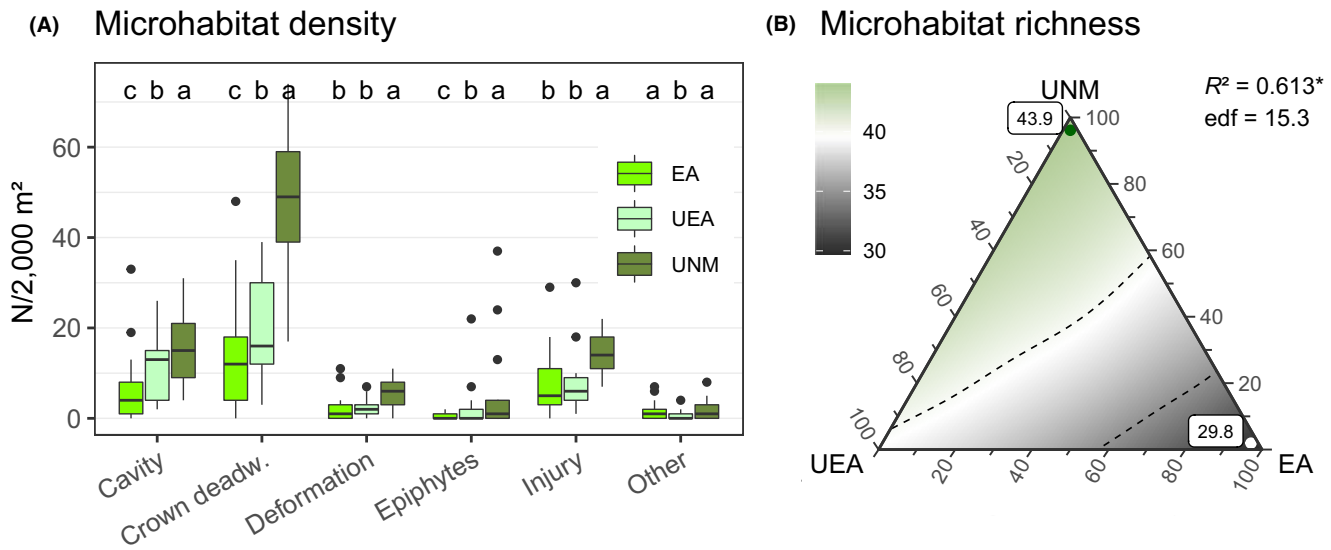 (A) Microhabitat density
c b a c b a b b a c b a b b a a b a
N/2,000 m²
60
40
20
0
EA
UEA
UNM
Cavity
Crown deadw.
Deformation
Epiphytes
Injury
Other
(B) Microhabitat richness
40
35
30
R² = 0.613*
edf = 15.3
UNM
43.9
100
80
60
40
20
20
40
60
80
100
29.8
UEA
EA
20
40
60
80
100